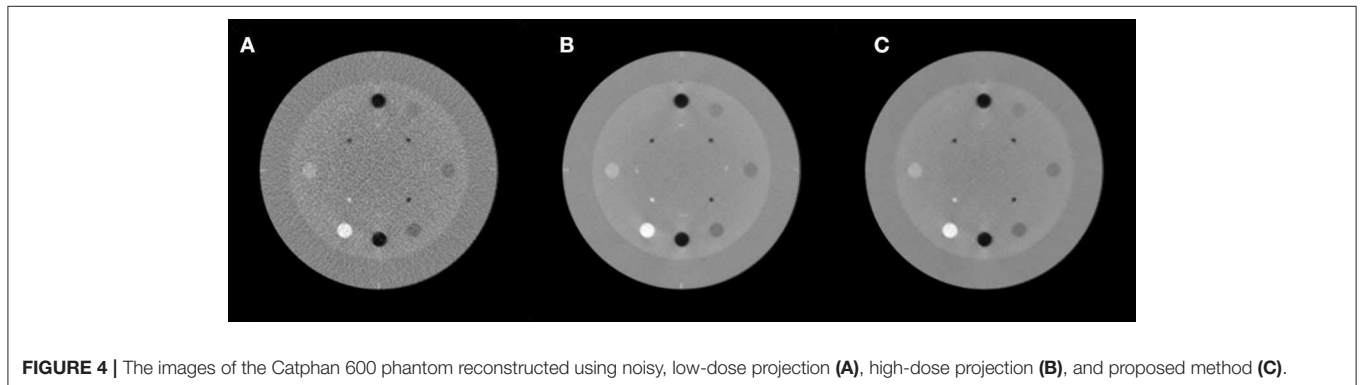 A B C
FIGURE 4 | The images of the Catphan 600 phantom reconstructed using noisy, low-dose projection (A), high-dose projection (B), and proposed method (C).